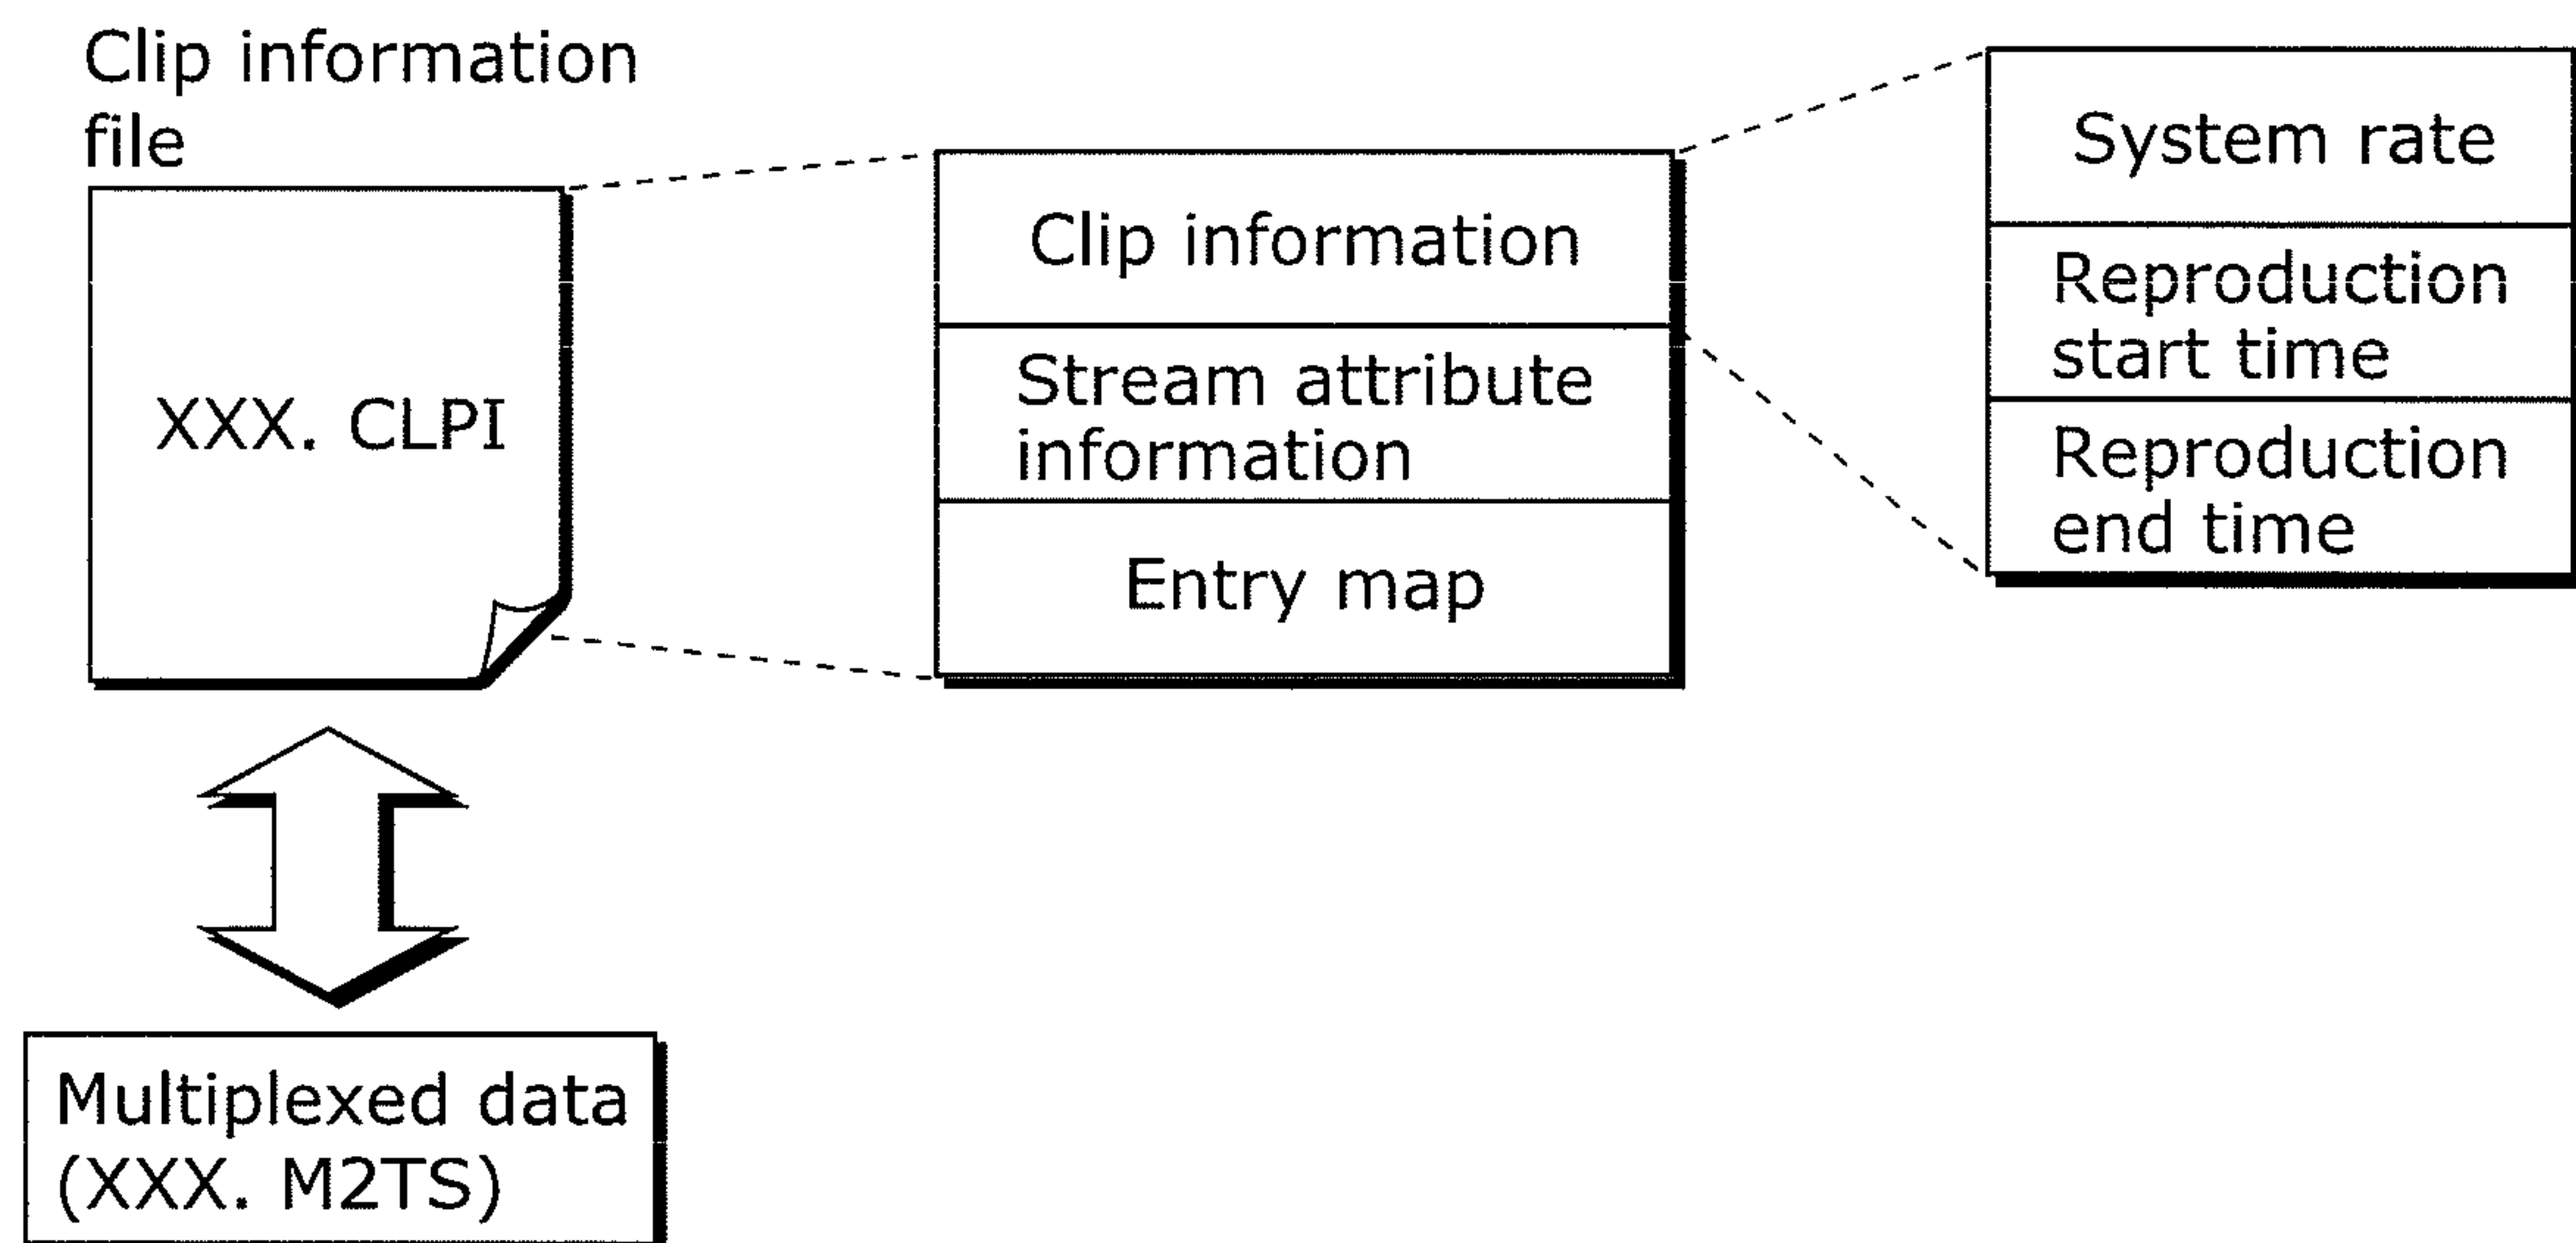 Clip information
file
XXX. CLPI
Multiplexed data
(XXX. M2TS)
Clip information
Stream attribute
information
Entry map
System rate
Reproduction
start time
Reproduction
end time